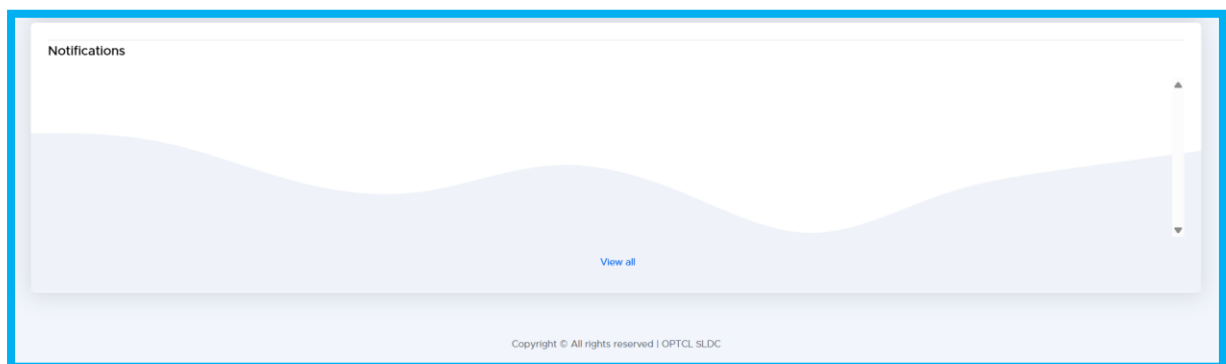 Notifications
View all
Copyright © All rights reserved | OPTCL SLDC